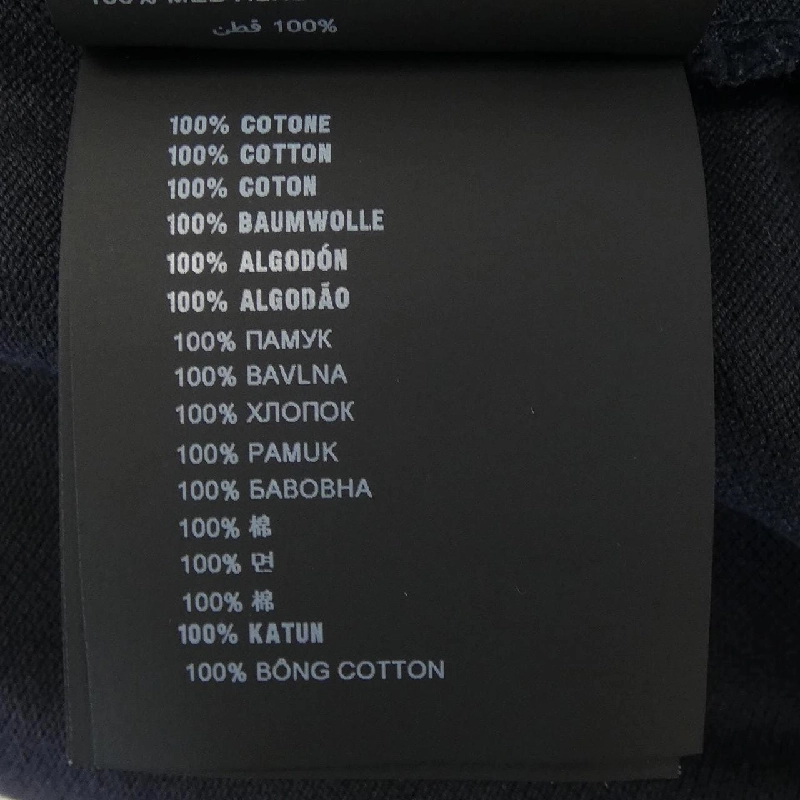 100% قطن
100% COTONE
100% COTTON
100% COTON
100% BAUMWOLLE
100% ALGODÓN
100% ALGODÃO
100% ПАМУК
100% BAVLNA
100% ХЛОПОК
100% PAMUK
100% БАВОВНА
100% 棉
100% 면
100% 棉
100% KATUN
100% BÔNG COTTON